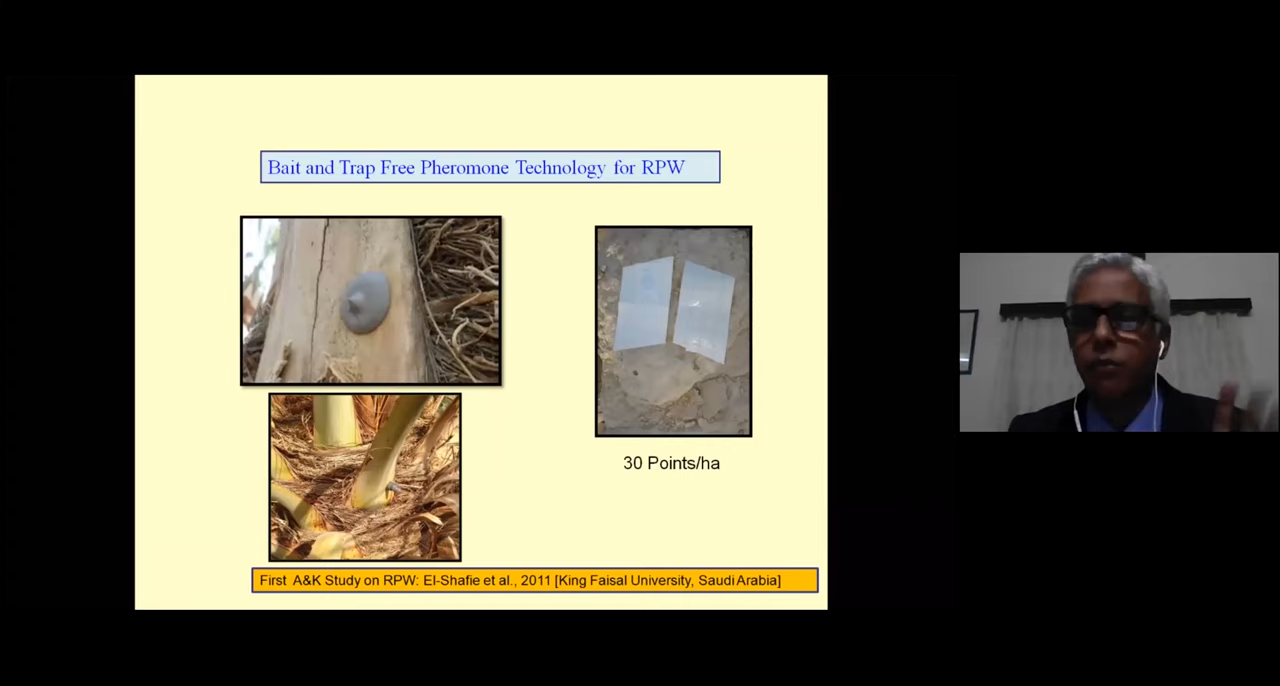 Bait and Trap Free Pheromone Technology for RPW
30 Points/ha
First A&K Study on RPW: El-Shafie et al., 2011 [King Faisal University, Saudi Arabia]